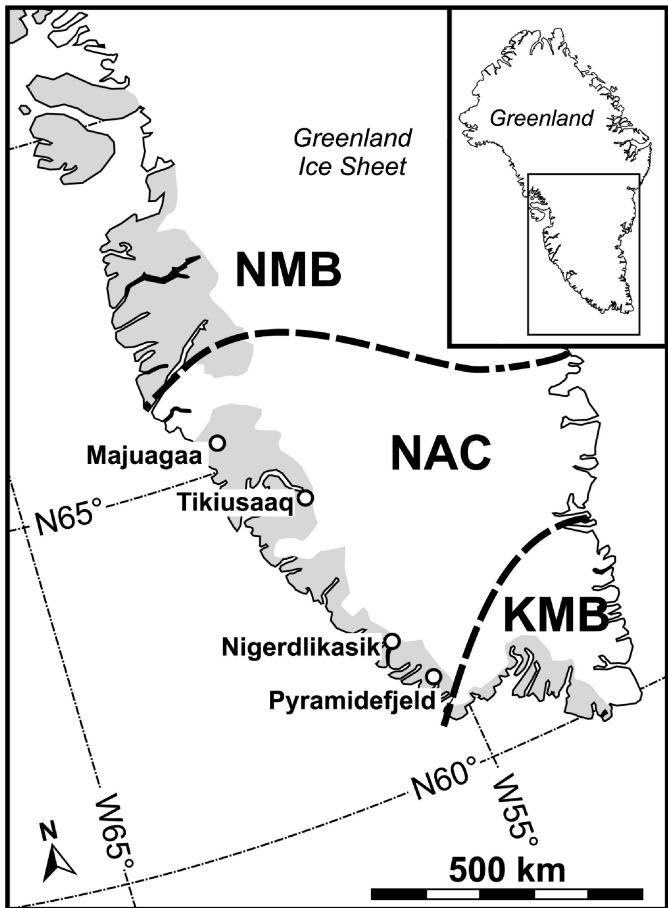 Greenland
Greenland
Ice Sheet
NMB
NAC
Majuagaa
Tikiusaaq
N65°
KMB
Nigerdlikasik
Pyramidefjeld
N60°
W55°
W65°
N
500 km